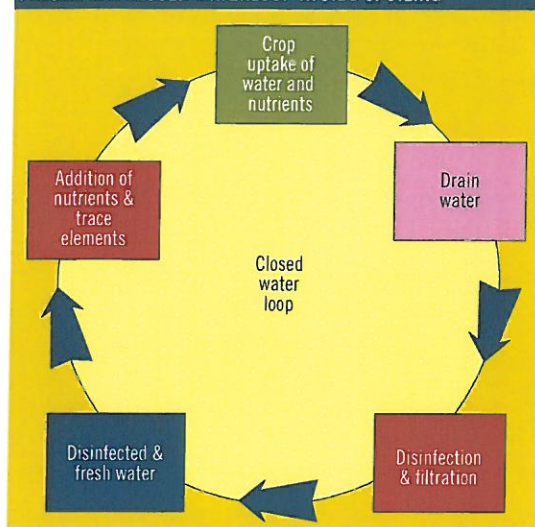 Crop
uptake of
water and
nutrients
Drain
water
Disinfection
& filtration
Disinfected &
fresh water
Addition of
nutrients &
trace
elements
Closed
water
loop